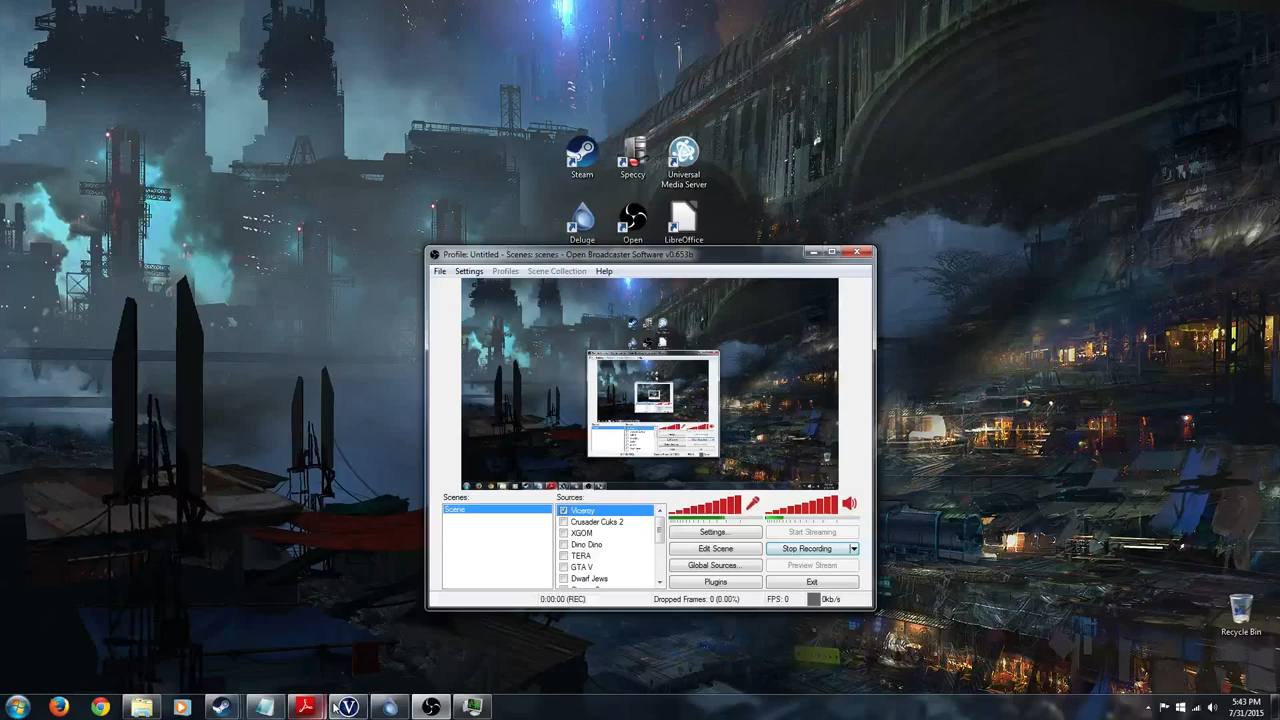 Steam
Speccy
Universal
Media Server
Deluge
Open
LibreOffice
Profile: Untitled - Scenes: scenes - Open Broadcaster Software v0.653b
File Settings Profiles Scene Collection Help
Scenes:
Sources:
Scene
Viceroy
Crusader Cuks 2
XGOM
Dino Dino
TERA
GTA V
Dwarf Jews
Settings...
Start Streaming
Edit Scene
Stop Recording
Global Sources...
Preview Stream
Plugins
Exit
0:00:00 (REC)
Dropped Frames: 0 (0.00%)
FPS: 0
0kb/s
Recycle Bin
5:43 PM
7/31/2015